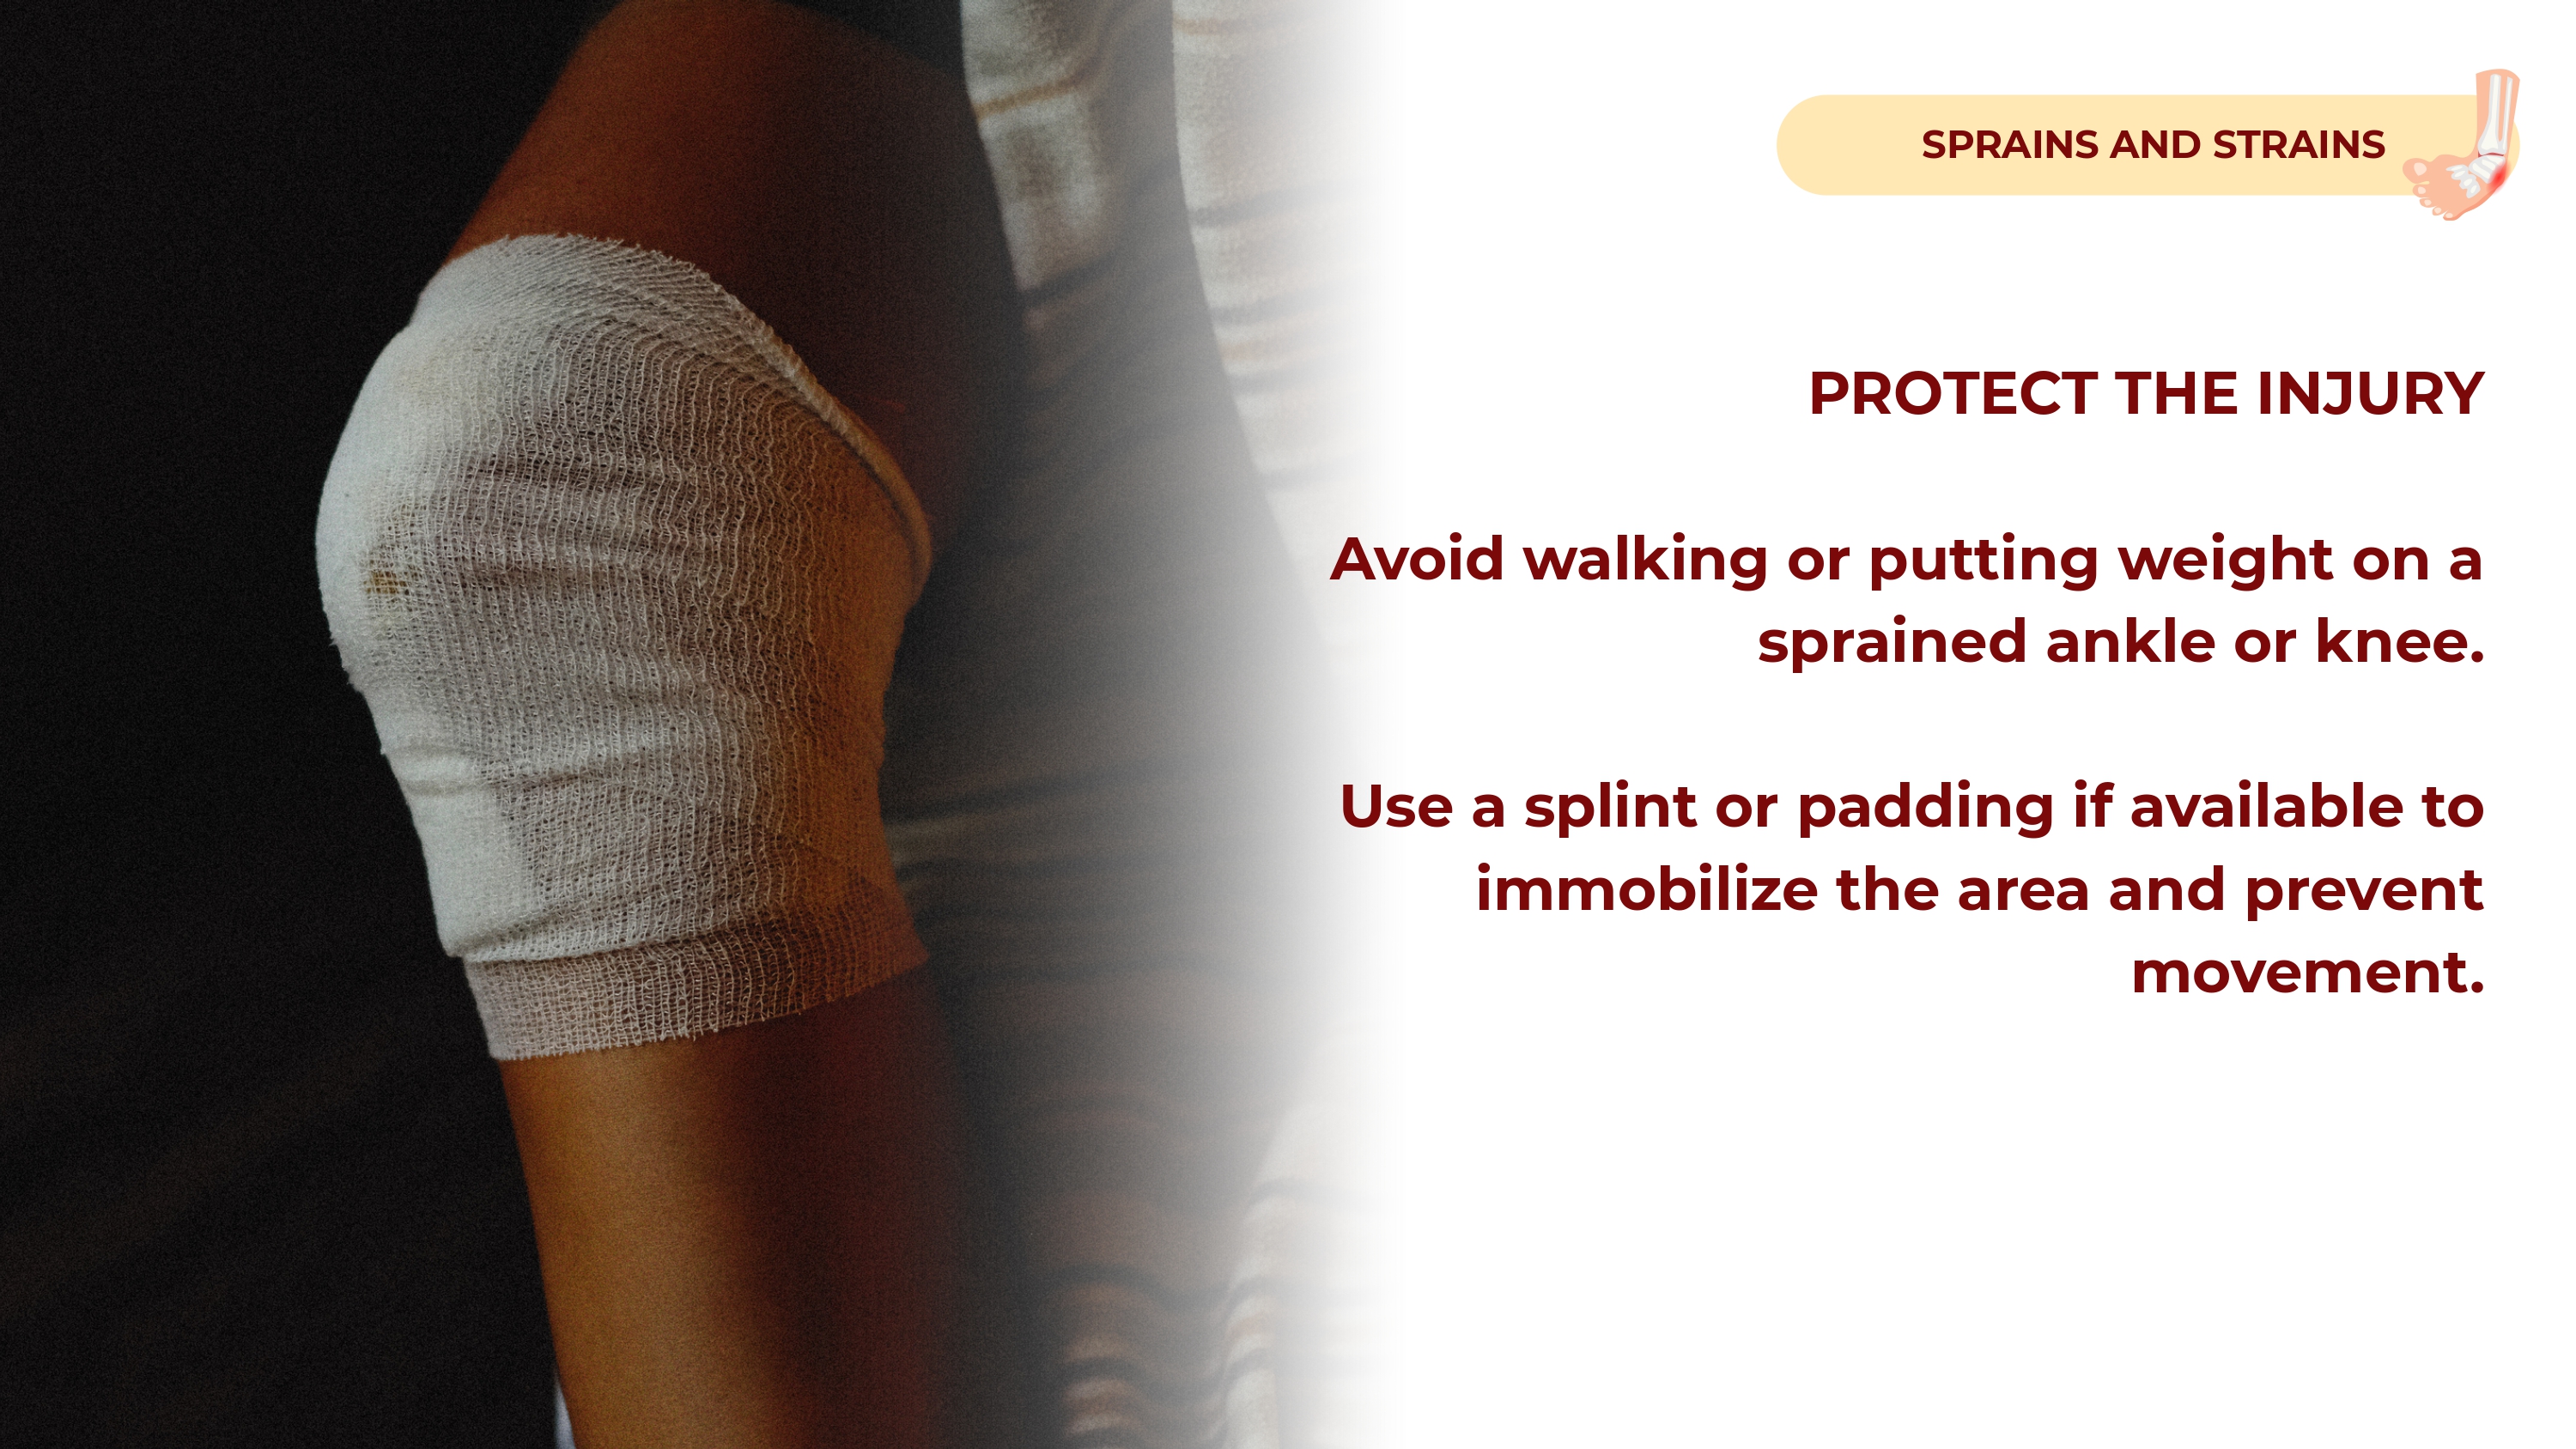 SPRAINS AND STRAINS
PROTECT THE INJURY
Avoid walking or putting weight on a
sprained ankle or knee.
Use a splint or padding if available to
immobilize the area and prevent
movement.